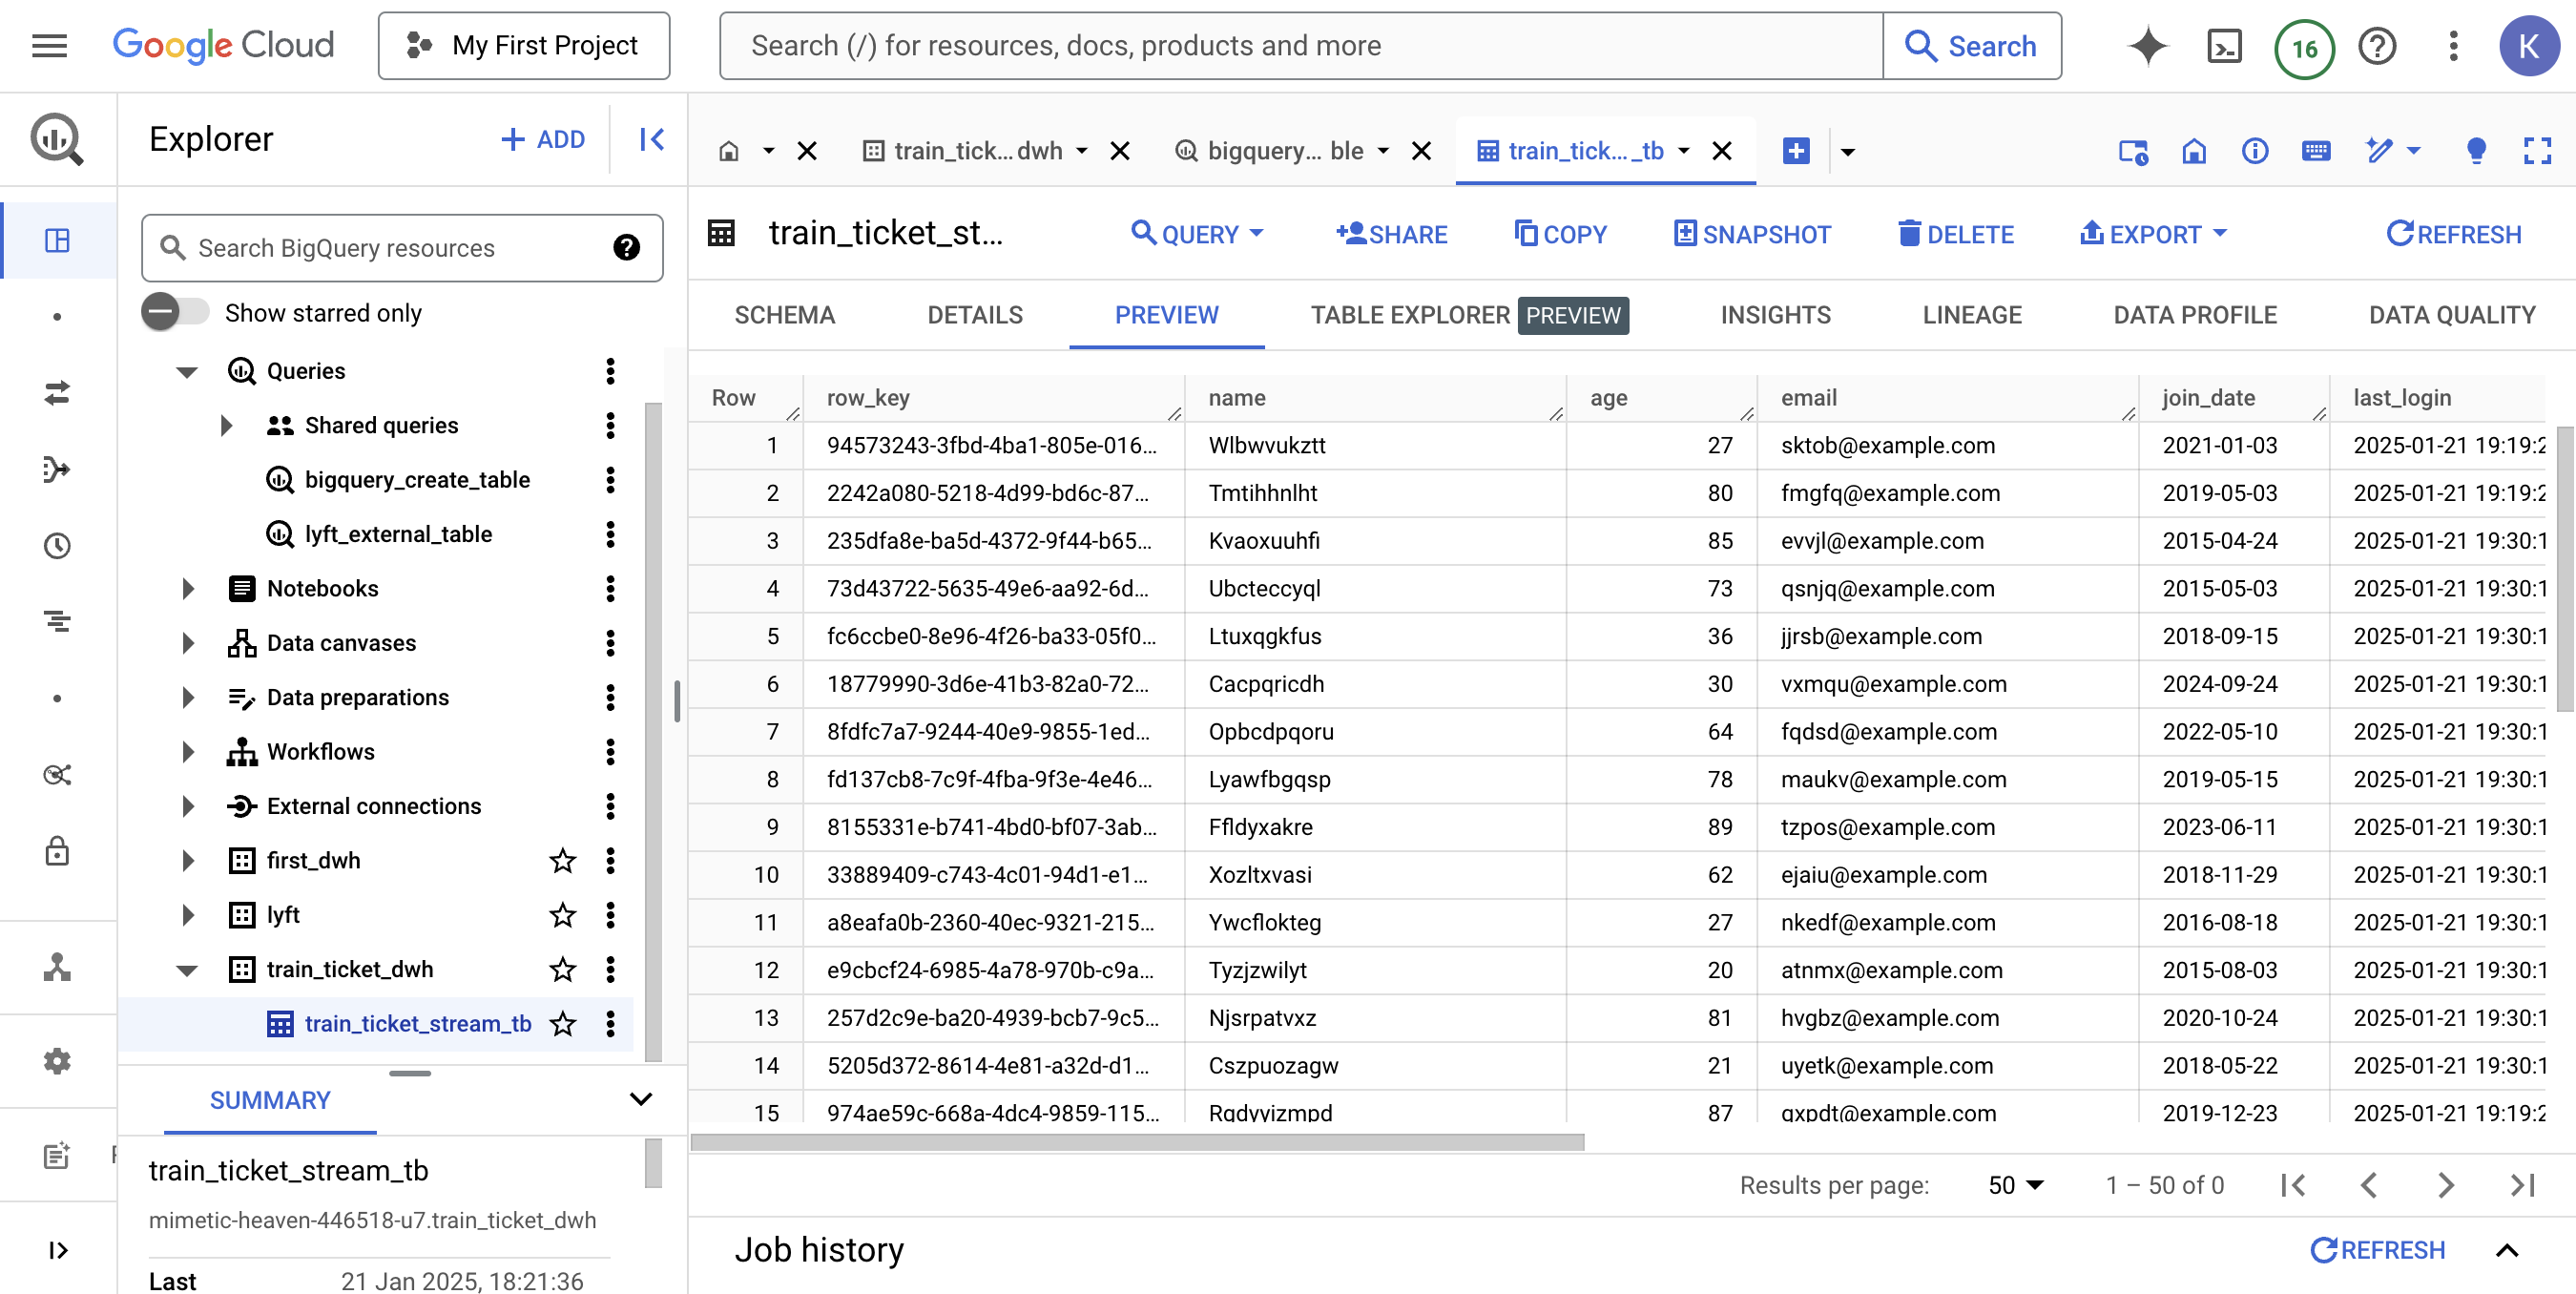 Google Cloud
My First Project
Search (/) for resources, docs, products and more
Search
16
K
Explorer
ADD
train_tick... dwh
bigquery... ble
train_tick... _tb
Search BigQuery resources
Show starred only
Queries
Shared queries
bigquery_create_table
lyft_external_table
Notebooks
Data canvases
Data preparations
Workflows
External connections
first_dwh
lyft
train_ticket_dwh
train_ticket_stream_tb
SUMMARY
train_ticket_stream_tb
mimetic-heaven-446518-u7.train_ticket_dwh
Last 21 Jan 2025, 18:21:36
train_ticket_st...
QUERY SHARE COPY SNAPSHOT DELETE EXPORT REFRESH
SCHEMA DETAILS PREVIEW TABLE EXPLORER PREVIEW INSIGHTS LINEAGE DATA PROFILE DATA QUALITY
Row row_key name age email join_date last_login
1 94573243-3fbd-4ba1-805e-016... Wlbwvukztt 27 sktob@example.com 2021-01-03 2025-01-21 19:19:2
2 2242a080-5218-4d99-bd6c-87... Tmtihhnlht 80 fmgfq@example.com 2019-05-03 2025-01-21 19:19:2
3 235dfa8e-ba5d-4372-9f44-b65... Kvaoxuuhfi 85 evvjl@example.com 2015-04-24 2025-01-21 19:30:1
4 73d43722-5635-49e6-aa92-6d... Ubcteccyql 73 qsnjq@example.com 2015-05-03 2025-01-21 19:30:1
5 fc6ccbe0-8e96-4f26-ba33-05f0... Ltuxqgkfus 36 jjrsb@example.com 2018-09-15 2025-01-21 19:30:1
6 18779990-3d6e-41b3-82a0-72... Cacpqricdh 30 vxmqu@example.com 2024-09-24 2025-01-21 19:30:1
7 8fdfc7a7-9244-40e9-9855-1ed... Opbcdpqoru 64 fqdsd@example.com 2022-05-10 2025-01-21 19:30:1
8 fd137cb8-7c9f-4fba-9f3e-4e46... Lyawfbgqsp 78 maukv@example.com 2019-05-15 2025-01-21 19:30:1
9 8155331e-b741-4bd0-bf07-3ab... Ffldyxakre 89 tzpos@example.com 2023-06-11 2025-01-21 19:30:1
10 33889409-c743-4c01-94d1-e1... Xozltxvasi 62 ejaiu@example.com 2018-11-29 2025-01-21 19:30:1
11 a8eafa0b-2360-40ec-9321-215... Ywcflokteg 27 nkedf@example.com 2016-08-18 2025-01-21 19:30:1
12 e9cbcf24-6985-4a78-970b-c9a... Tyzjzwilyt 20 atnmx@example.com 2015-08-03 2025-01-21 19:30:1
13 257d2c9e-ba20-4939-bcb7-9c5... Njsrpatvxz 81 hvgbz@example.com 2020-10-24 2025-01-21 19:30:1
14 5205d372-8614-4e81-a32d-d1... Cszpuozagw 21 uyetk@example.com 2018-05-22 2025-01-21 19:30:1
15 974ae59c-668a-4dc4-9859-115... 87 2019-12-23 2025-01-21 19:19:2
Results per page: 50 1 – 50 of 0
Job history
REFRESH